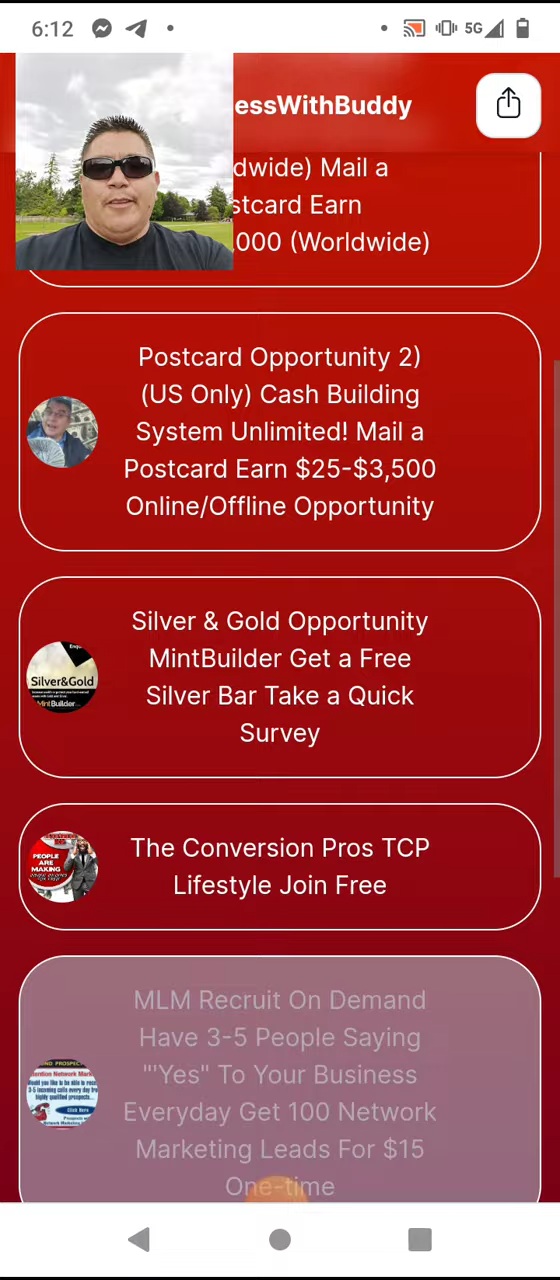 6:12
5G
essWithBuddy
dwide) Mail a
stcard Earn
,000 (Worldwide)
Postcard Opportunity 2)
(US Only) Cash Building
System Unlimited! Mail a
Postcard Earn $25-$3,500
Online/Offline Opportunity
Silver & Gold Opportunity
MintBuilder Get a Free
Silver Bar Take a Quick
Survey
Silver&Gold
MintBuilder
The Conversion Pros TCP
Lifestyle Join Free
PEOPLE
ARE
MAKING
MLM Recruit On Demand
Have 3-5 People Saying
"'Yes" To Your Business
Everyday Get 100 Network
Marketing Leads For $15
One-time
Click Here